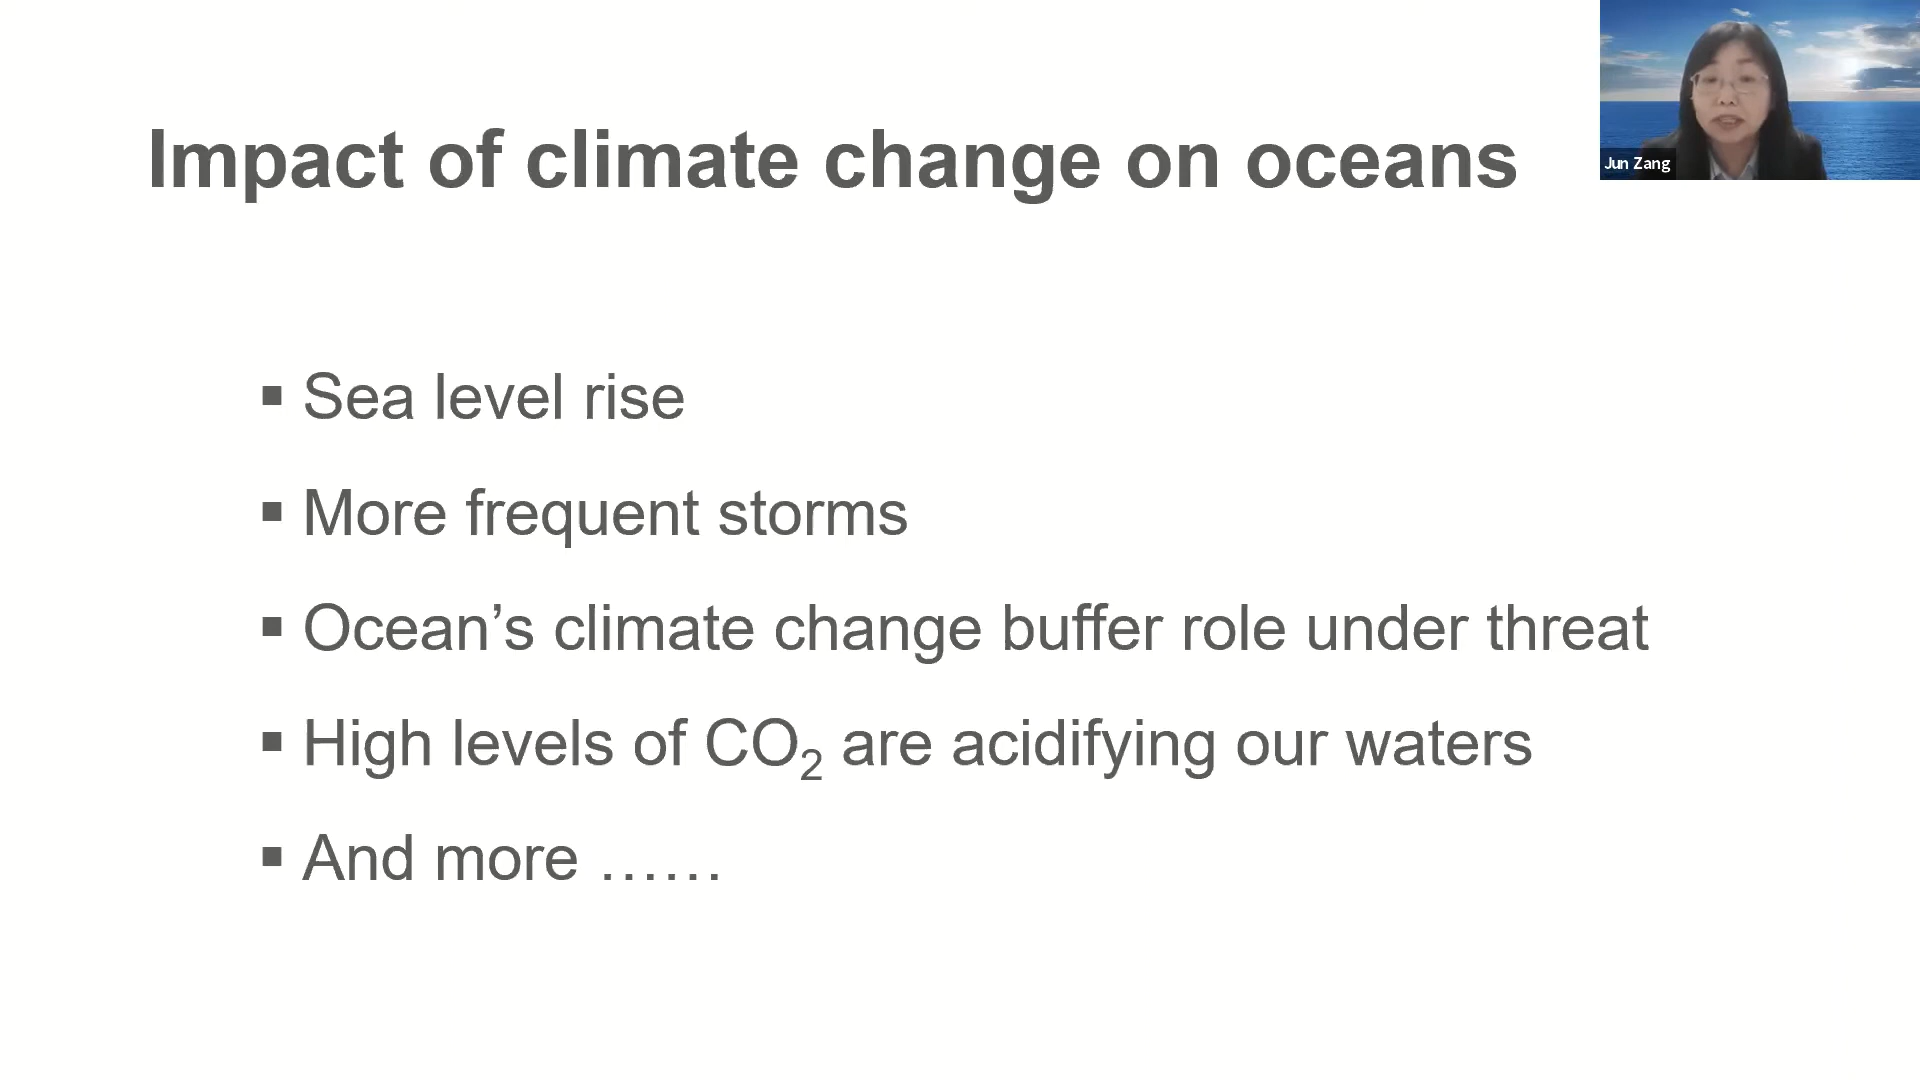 Impact of climate change on oceans
Jun Zang
▪ Sea level rise
▪ More frequent storms
▪ Ocean’s climate change buffer role under threat
▪ High levels of CO₂ are acidifying our waters
▪ And more ……